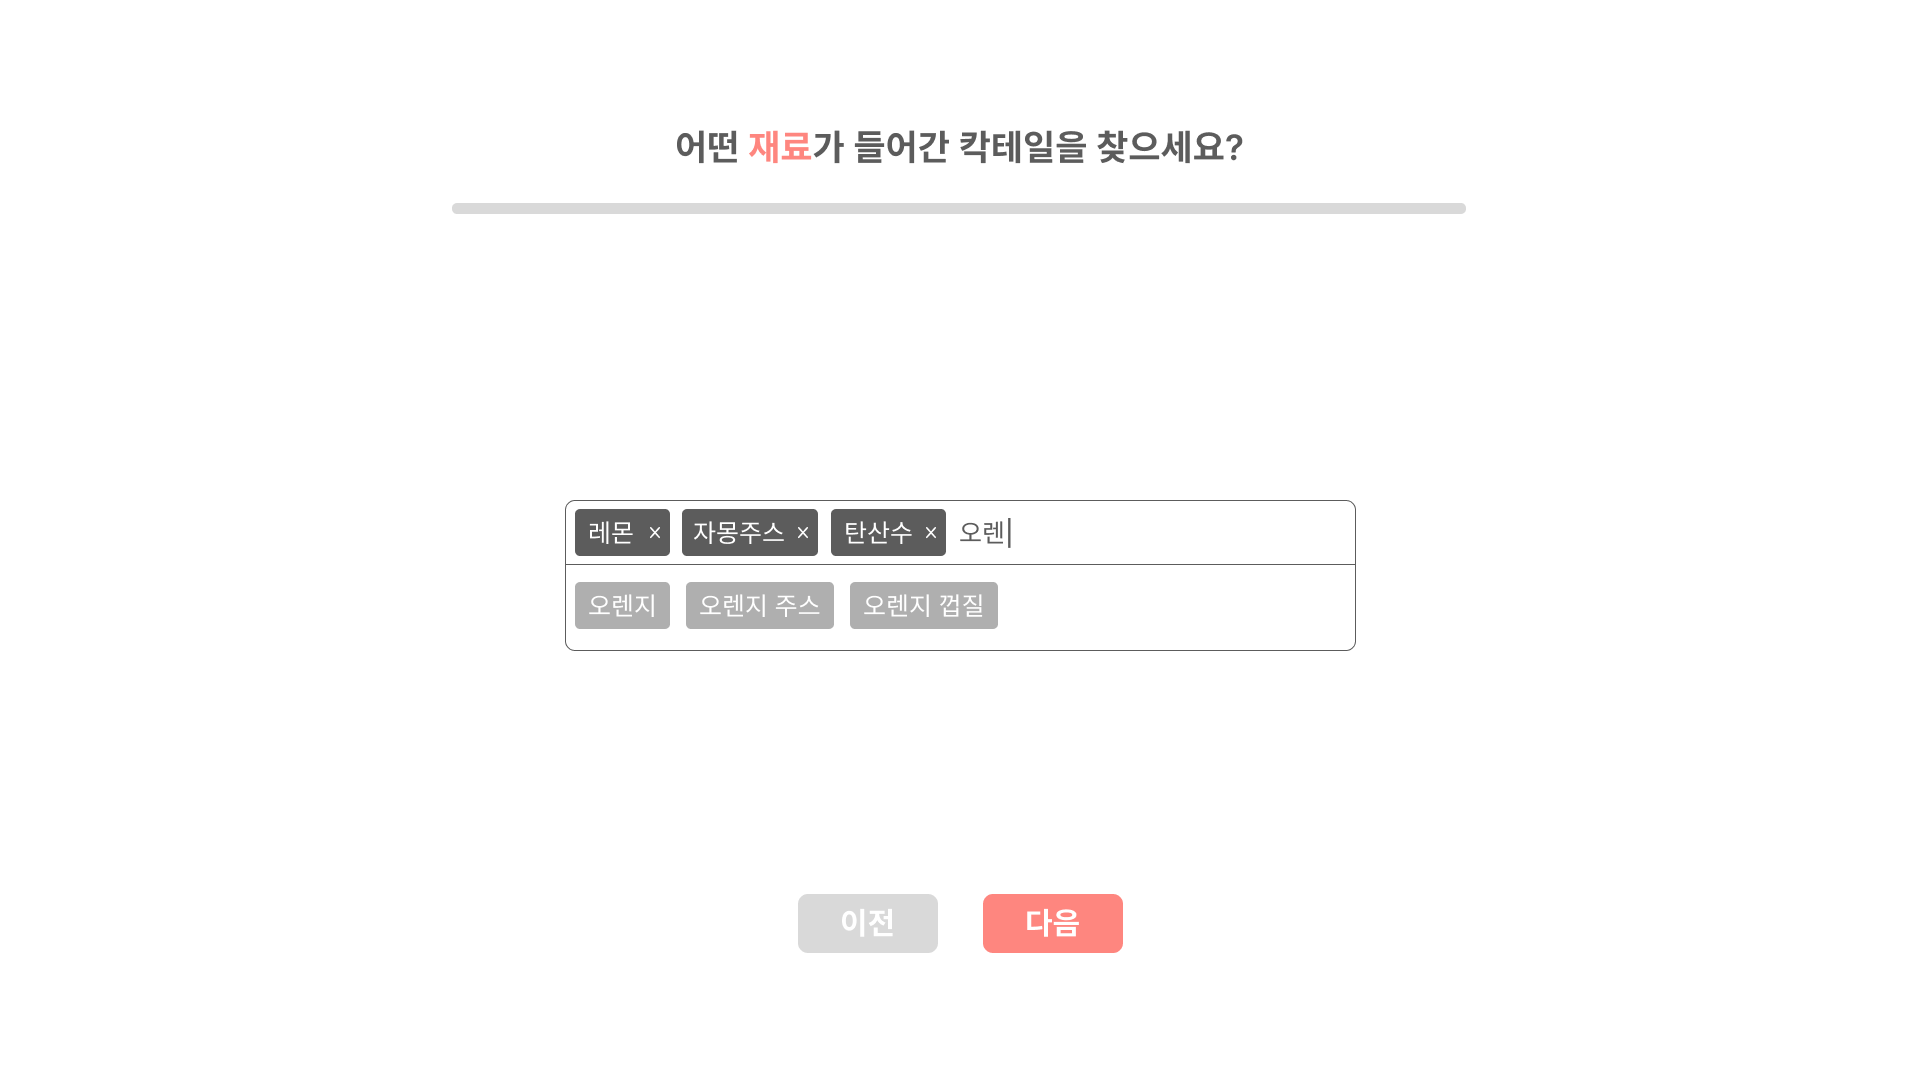 어떤 재료가 들어간 칵테일을 찾으세요?
레몬 × 자몽주스 × 탄산수 × 오렌
오렌지 오렌지 주스 오렌지 껍질
이전 다음